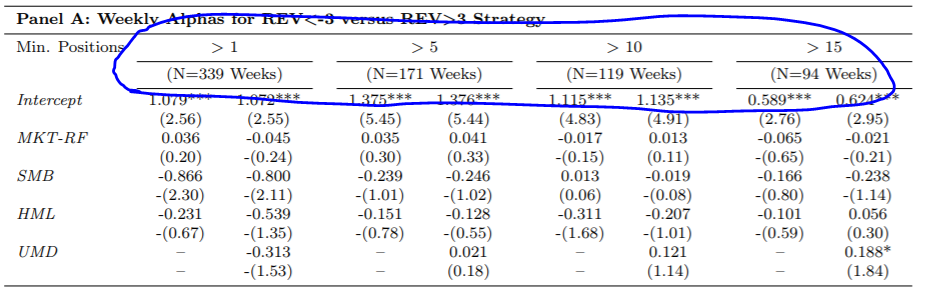 Panel A: Weekly Alphas for REV<-3 versus REV>3 Strategy
Min. Positions > 1 > 5 > 10 > 15
(N=339 Weeks) (N=171 Weeks) (N=119 Weeks) (N=94 Weeks)
Intercept 1.079*** 1.072*** 1.375*** 1.376*** 1.115*** 1.135*** 0.589*** 0.624***
(2.56) (2.55) (5.45) (5.44) (4.83) (4.91) (2.76) (2.95)
MKT-RF 0.036 -0.045 0.035 0.041 -0.017 0.013 -0.065 -0.021
(0.20) -(0.24) (0.30) (0.33) -(0.15) (0.11) -(0.65) -(0.21)
SMB -0.866 -0.800 -0.239 -0.246 0.013 -0.019 -0.166 -0.238
-(2.30) -(2.11) -(1.01) -(1.02) (0.06) -(0.08) -(0.80) -(1.14)
HML -0.231 -0.539 -0.151 -0.128 -0.311 -0.207 -0.101 0.056
-(0.67) -(1.35) -(0.78) -(0.55) -(1.68) -(1.01) -(0.59) (0.30)
UMD – -0.313 – 0.021 – 0.121 – 0.188*
– -(1.53) – (0.18) – (1.14) – (1.84)